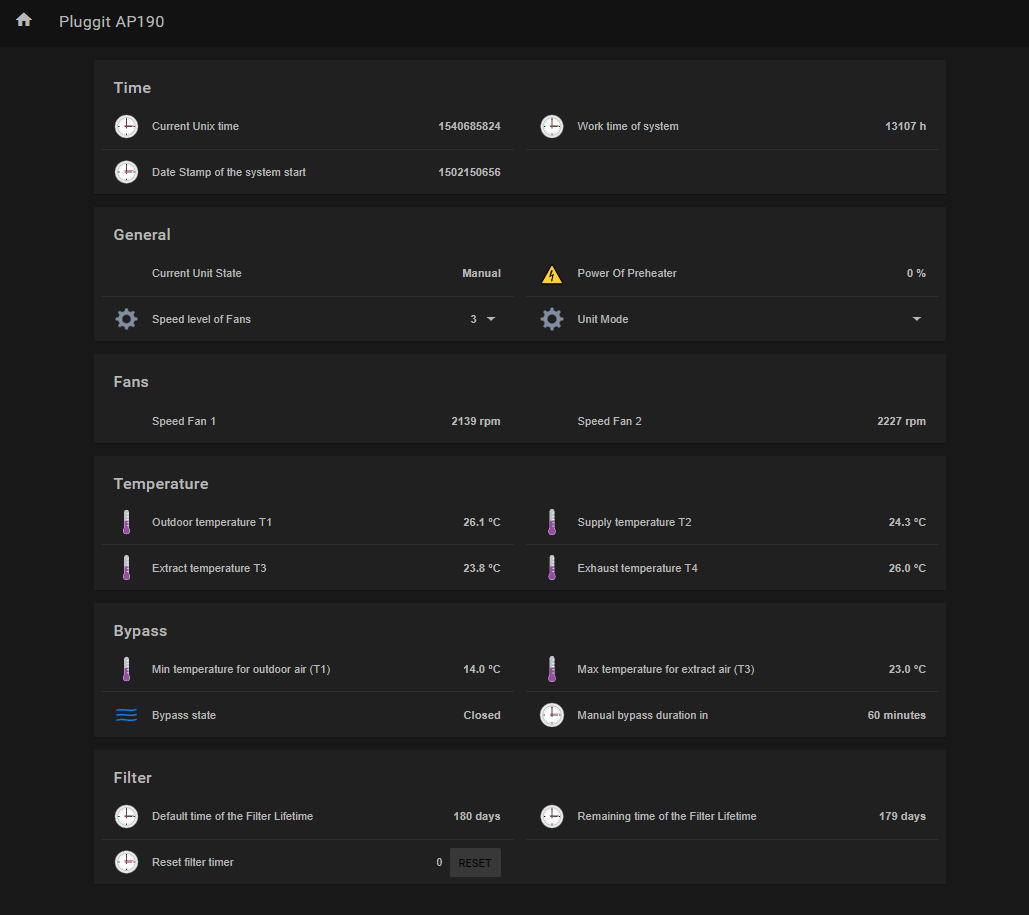 Pluggit AP190
Time
Current Unix time 1540685824 Work time of system 13107 h
Date Stamp of the system start 1502150656
General
Current Unit State Manual Power Of Preheater 0 %
Speed level of Fans 3 Unit Mode
Fans
Speed Fan 1 2139 rpm Speed Fan 2 2227 rpm
Temperature
Outdoor temperature T1 26.1 °C Supply temperature T2 24.3 °C
Extract temperature T3 23.8 °C Exhaust temperature T4 26.0 °C
Bypass
Min temperature for outdoor air (T1) 14.0 °C Max temperature for extract air (T3) 23.0 °C
Bypass state Closed Manual bypass duration in 60 minutes
Filter
Default time of the Filter Lifetime 180 days Remaining time of the Filter Lifetime 179 days
Reset filter timer 0 RESET